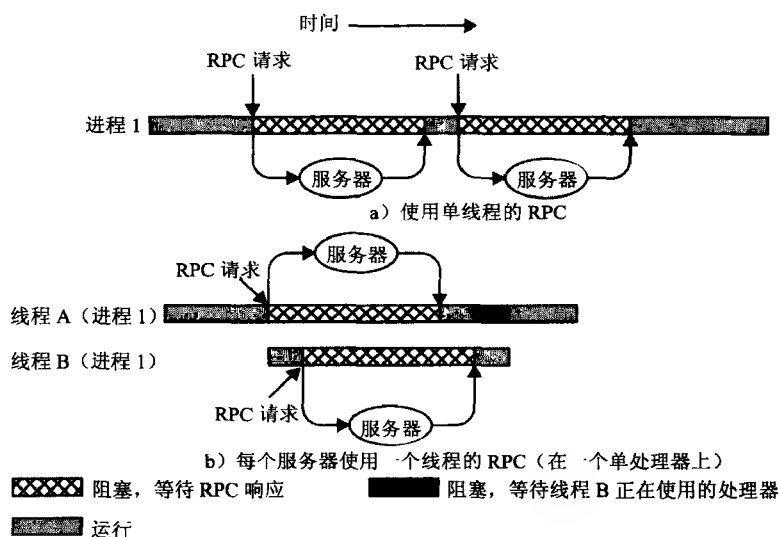 时间
RPC 请求
RPC 请求
进程 1
服务器
服务器
a）使用单线程的 RPC
服务器
RPC 请求
线程 A（进程 1）
线程 B（进程 1）
RPC 请求
服务器
b）每个服务器使用一个线程的 RPC（在一个单处理器上）
阻塞，等待 RPC 响应
阻塞，等待线程 B 正在使用的处理器
运行